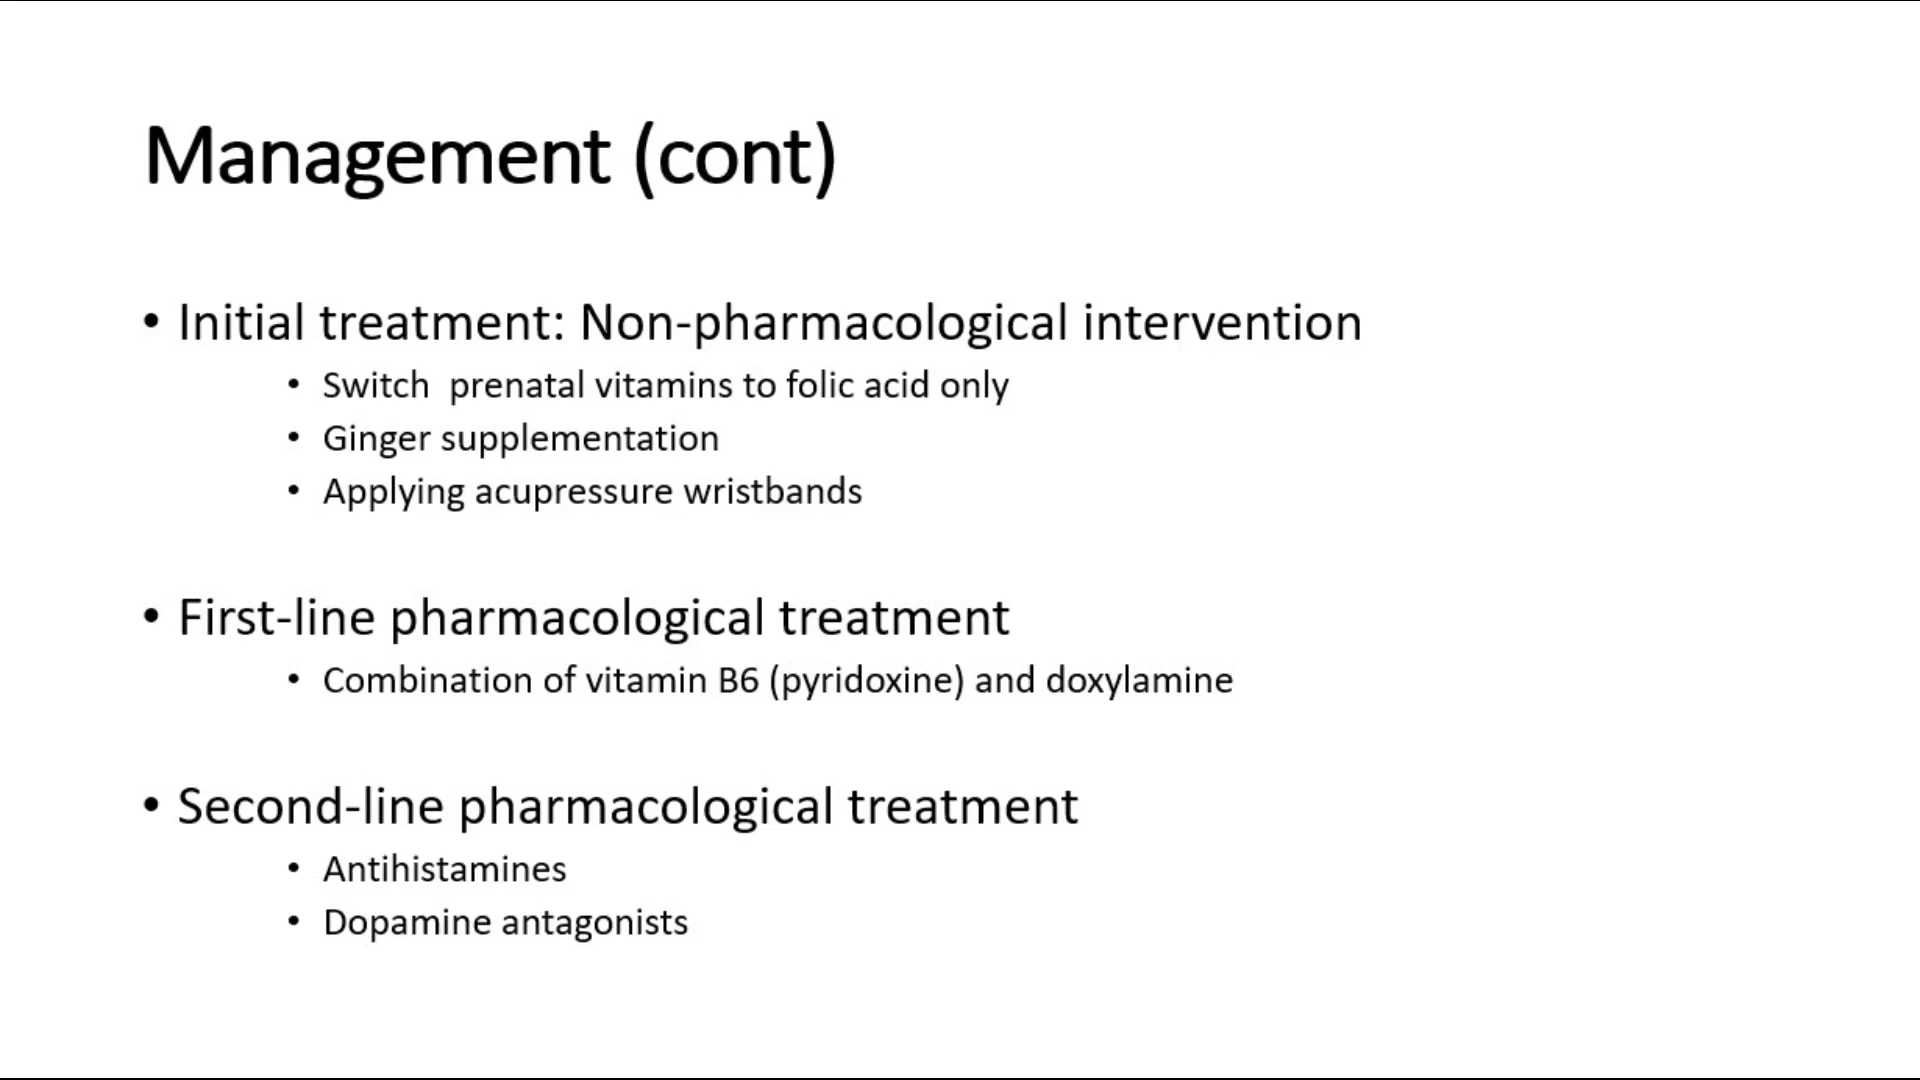 Management (cont)
• Initial treatment: Non-pharmacological intervention
• Switch  prenatal vitamins to folic acid only
• Ginger supplementation
• Applying acupressure wristbands
• First-line pharmacological treatment
• Combination of vitamin B6 (pyridoxine) and doxylamine
• Second-line pharmacological treatment
• Antihistamines
• Dopamine antagonists